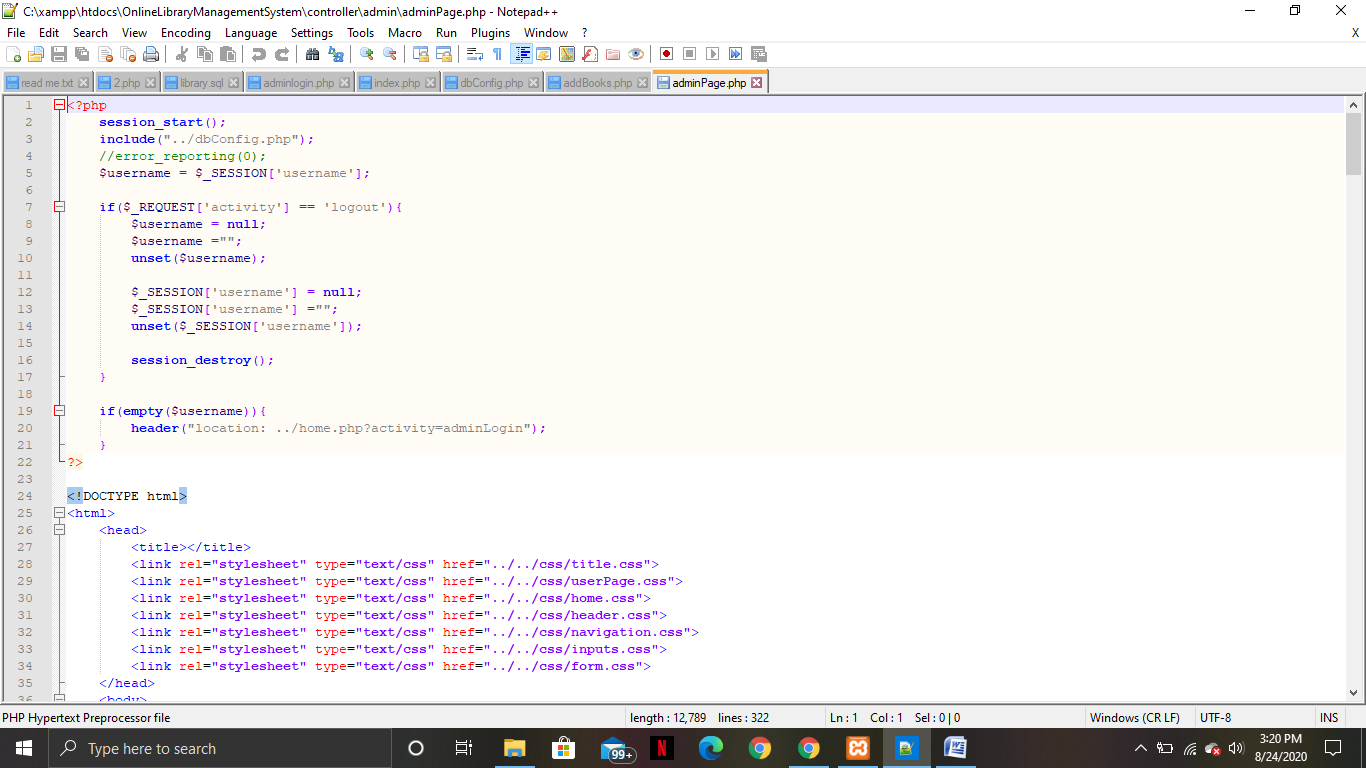 C:\xampp\htdocs\OnlineLibraryManagementSystem\controller\admin\adminPage.php - Notepad++
File Edit Search View Encoding Language Settings Tools Macro Run Plugins Window ? X
read me.txt 2.php library.sql adminlogin.php index.php dbConfig.php addBooks.php adminPage.php
1 <?php
2 session_start();
3 include("../dbConfig.php");
4 //error_reporting(0);
5 $username = $_SESSION['username'];
6
7 if($_REQUEST['activity'] == 'logout'){
8 $username = null;
9 $username ="";
10 unset($username);
11
12 $_SESSION['username'] = null;
13 $_SESSION['username'] ="";
14 unset($_SESSION['username']);
15
16 session_destroy();
17 }
18
19 if(empty($username)){
20 header("location: ../home.php?activity=adminLogin");
21 }
22 ?>
23
24 <!DOCTYPE html>
25 <html>
26 <head>
27 <title></title>
28 <link rel="stylesheet" type="text/css" href="../../css/title.css">
29 <link rel="stylesheet" type="text/css" href="../../css/userPage.css">
30 <link rel="stylesheet" type="text/css" href="../../css/home.css">
31 <link rel="stylesheet" type="text/css" href="../../css/header.css">
32 <link rel="stylesheet" type="text/css" href="../../css/navigation.css">
33 <link rel="stylesheet" type="text/css" href="../../css/inputs.css">
34 <link rel="stylesheet" type="text/css" href="../../css/form.css">
35 </head>
36 <body>
PHP Hypertext Preprocessor file length : 12,789 lines : 322 Ln : 1 Col : 1 Sel : 0 | 0 Windows (CR LF) UTF-8 INS
Type here to search 99+ N 3:20 PM
8/24/2020